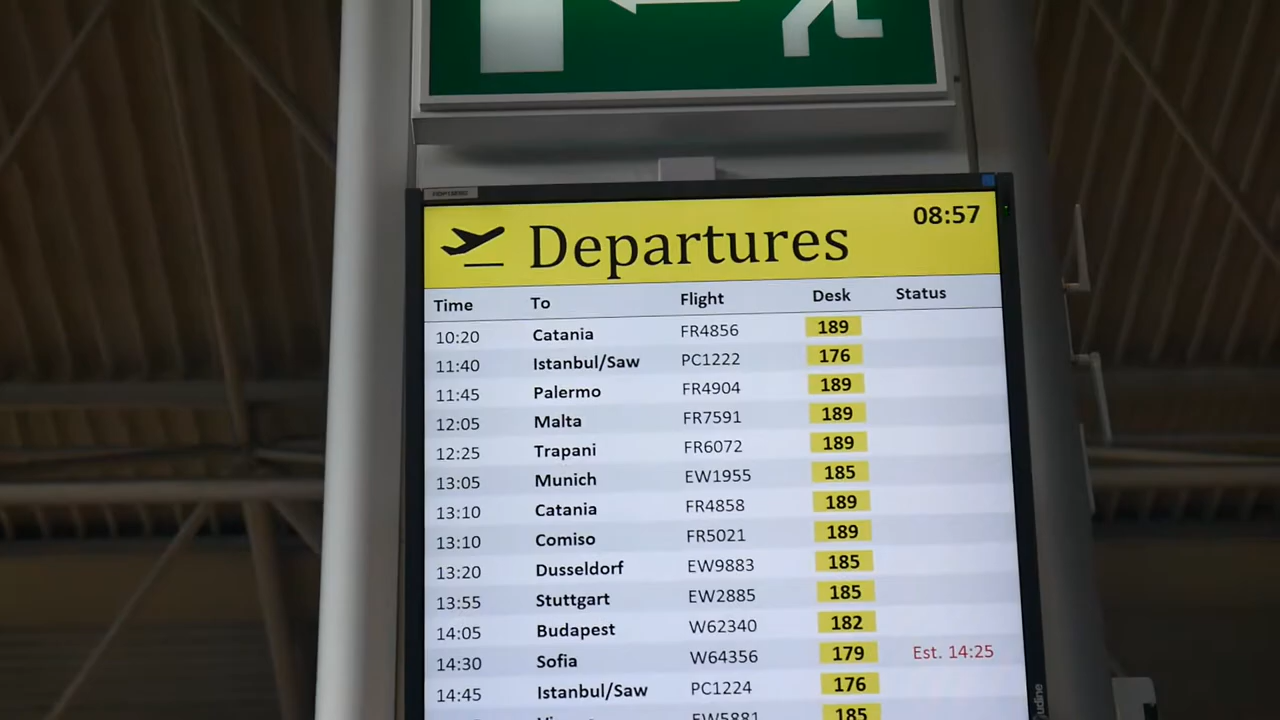 Departures 08:57
Time To Flight Desk Status
10:20 Catania FR4856 189
11:40 Istanbul/Saw PC1222 176
11:45 Palermo FR4904 189
12:05 Malta FR7591 189
12:25 Trapani FR6072 189
13:05 Munich EW1955 185
13:10 Catania FR4858 189
13:10 Comiso FR5021 189
13:20 Dusseldorf EW9883 185
13:55 Stuttgart EW2885 185
14:05 Budapest W62340 182
14:30 Sofia W64356 179 Est. 14:25
14:45 Istanbul/Saw PC1224 176
EW5881 185